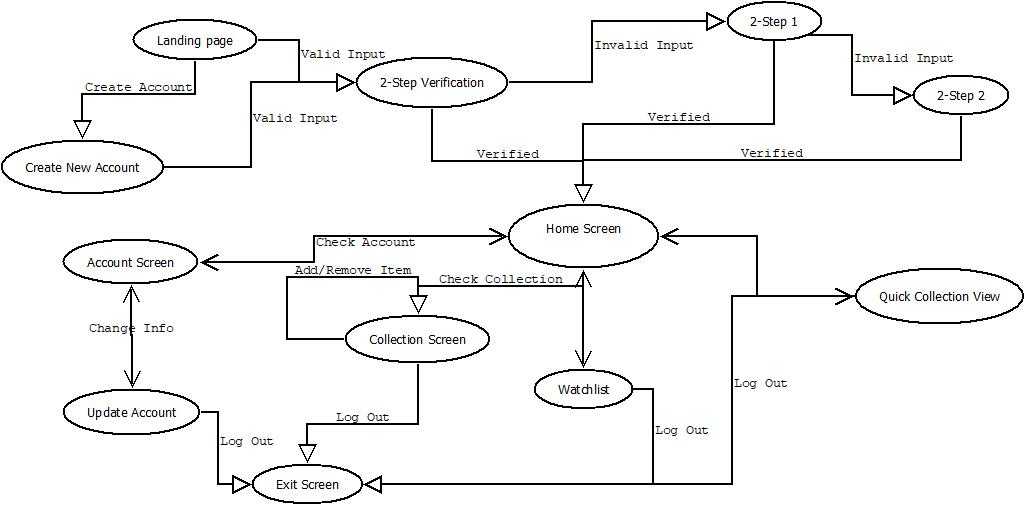 2-Step 1
Landing page
Valid Input
Invalid Input
Invalid Input
2-Step Verification
Create Account
2-Step 2
Valid Input
Verified
Verified
Verified
Create New Account
Home Screen
Check Account
Account Screen
Add/Remove Item
Check Collection
Quick Collection View
Change Info
Collection Screen
Log Out
Watchlist
Update Account
Log Out
Log Out
Log Out
Exit Screen